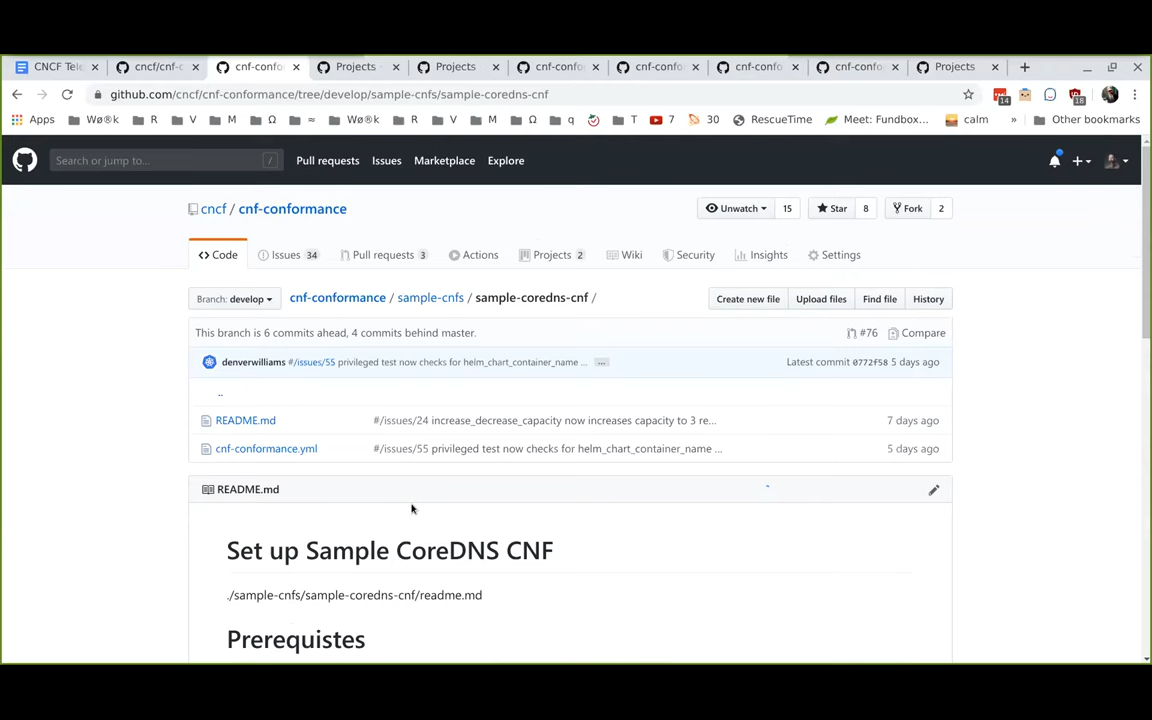 CNCF Tele
cncf/cnf-c
cnf-confo
Projects
Projects
cnf-confo
cnf-confo
cnf-confo
cnf-confo
Projects
github.com/cncf/cnf-conformance/tree/develop/sample-cnfs/sample-coredns-cnf
14
18
Apps
Wø®k
R
V
M
Ω
≈
Wø®k
R
V
M
Ω
q
T
7
30
RescueTime
Meet: Fundbox...
calm
»
Other bookmarks
Search or jump to...
/
Pull requests
Issues
Marketplace
Explore
cncf / cnf-conformance
Unwatch 15
Star 8
Fork 2
Code
Issues 34
Pull requests 3
Actions
Projects 2
Wiki
Security
Insights
Settings
Branch: develop
cnf-conformance / sample-cnfs / sample-coredns-cnf /
Create new file
Upload files
Find file
History
This branch is 6 commits ahead, 4 commits behind master.
#76
Compare
denverwilliams #/issues/55 privileged test now checks for helm_chart_container_name ...
...
Latest commit 0772f58 5 days ago
..
README.md
#/issues/24 increase_decrease_capacity now increases capacity to 3 re...
7 days ago
cnf-conformance.yml
#/issues/55 privileged test now checks for helm_chart_container_name ...
5 days ago
README.md
Set up Sample CoreDNS CNF
./sample-cnfs/sample-coredns-cnf/readme.md
Prerequistes